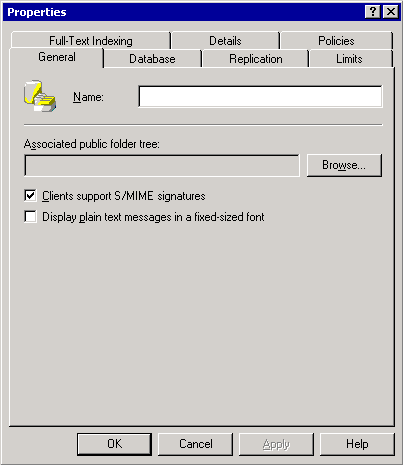 Properties
Full-Text Indexing Details Policies
General Database Replication Limits
Name:
Associated public folder tree:
Browse...
Clients support S/MIME signatures
Display plain text messages in a fixed-sized font
OK Cancel Apply Help